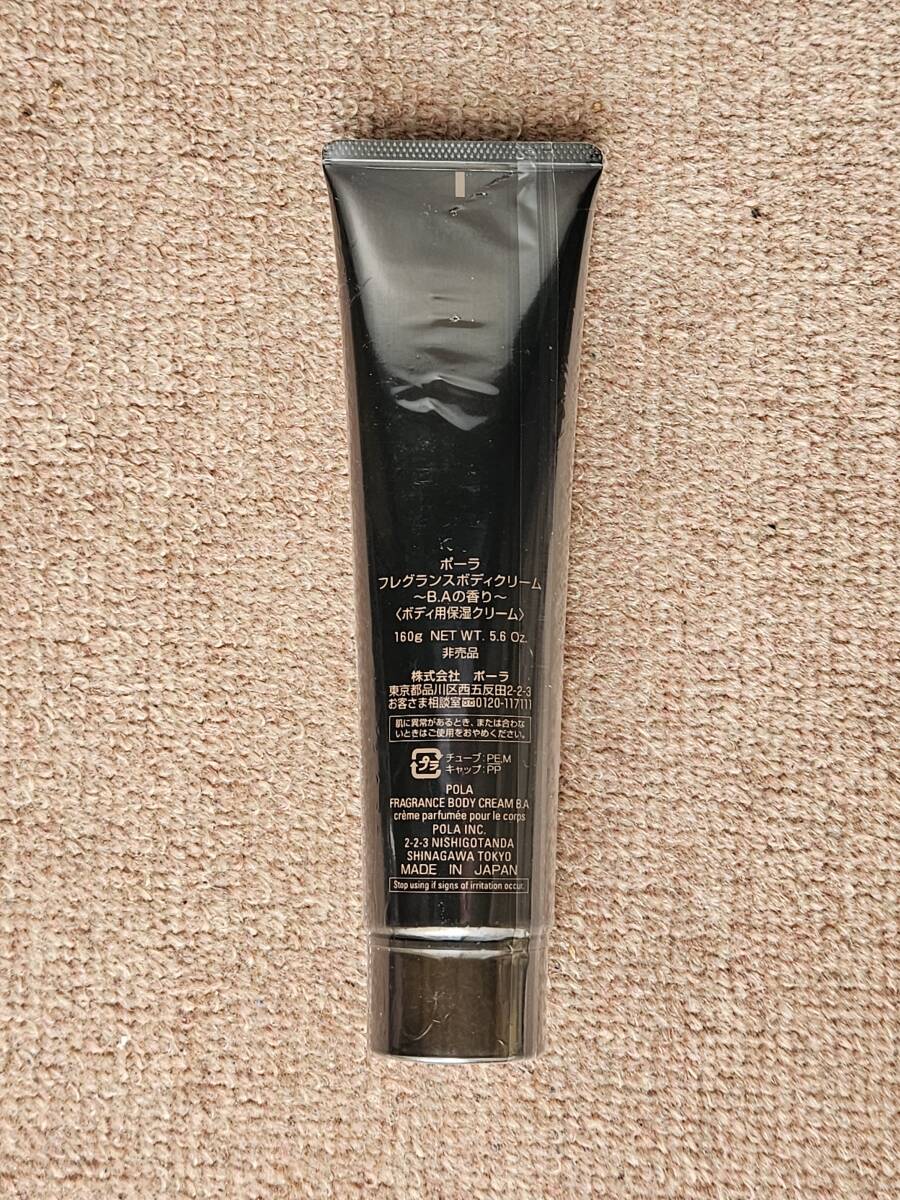 ポーラ
フレグランスボディクリーム
～B.Aの香り～
〈ボディ用保湿クリーム〉
160g NET WT. 5.6 Oz.
非売品
株式会社 ポーラ
東京都品川区西五反田2-2-3
お客さま相談室 0120-117111
肌に異常があるとき、または合わな
いときはご使用をおやめください。
プラ チューブ:PE,M
キャップ:PP
POLA
FRAGRANCE BODY CREAM B.A
crème parfumée pour le corps
POLA INC.
2-2-3 NISHIGOTANDA
SHINAGAWA TOKYO
MADE IN JAPAN
Stop using if signs of irritation occur.